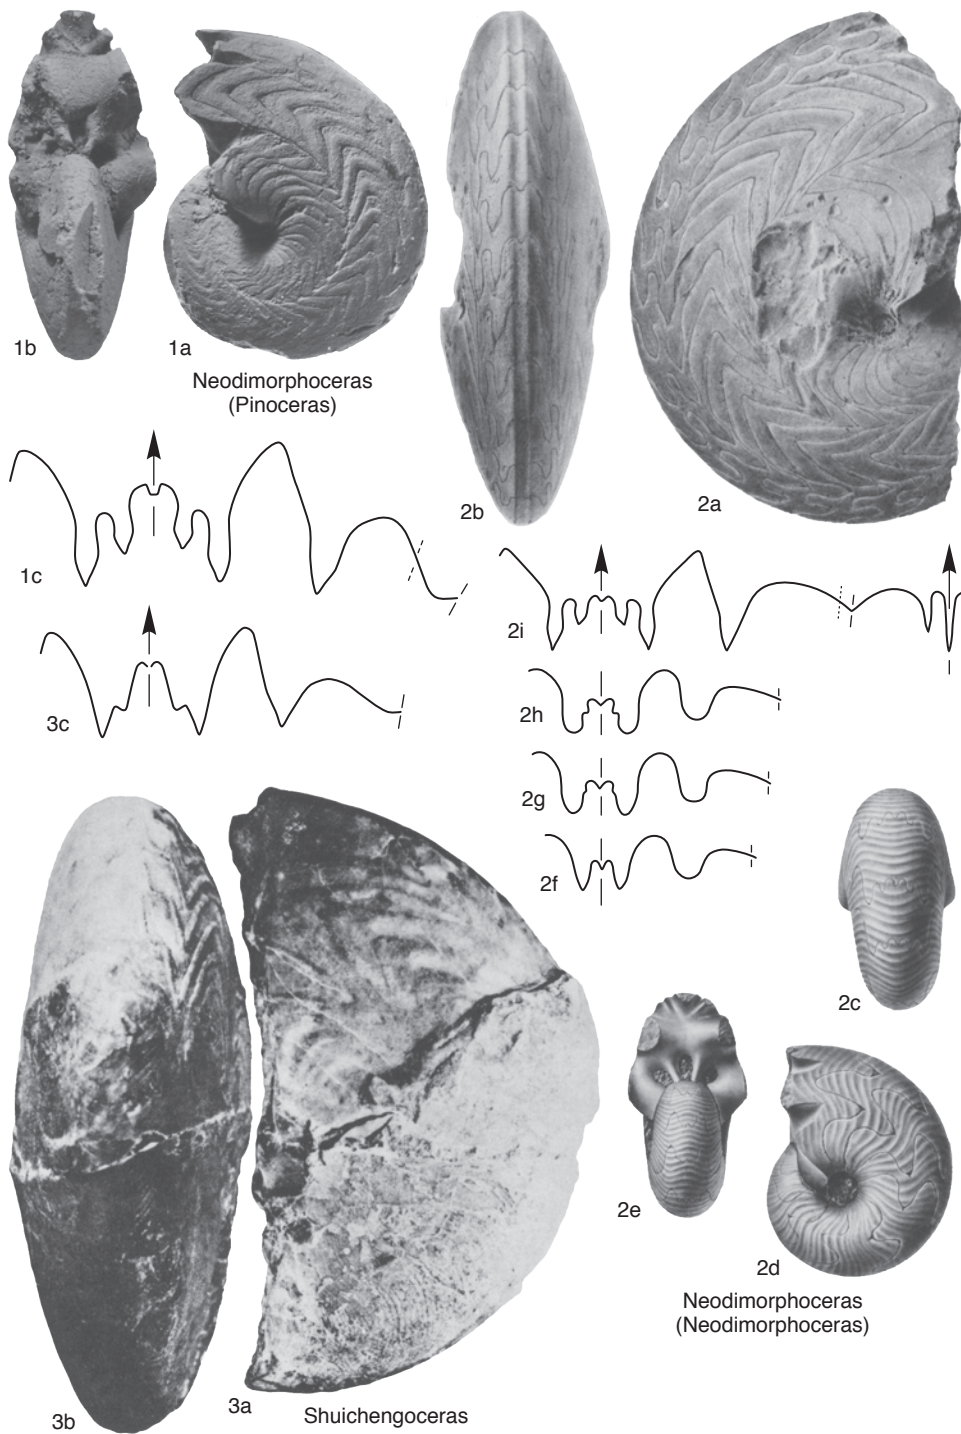 1b
1a
Neodimorphoceras
(Pinoceras)
2b
2a
1c
2i
3c
2h
2g
2f
2c
2e
2d
Neodimorphoceras
(Neodimorphoceras)
3b
3a
Shuichengoceras